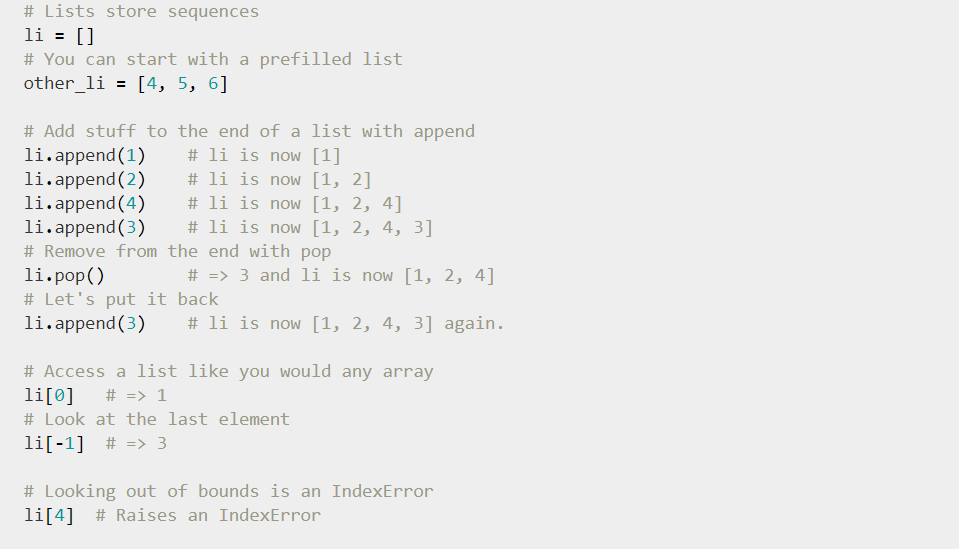 # Lists store sequences
li = []
# You can start with a prefilled list
other_li = [4, 5, 6]

# Add stuff to the end of a list with append
li.append(1)    # li is now [1]
li.append(2)    # li is now [1, 2]
li.append(4)    # li is now [1, 2, 4]
li.append(3)    # li is now [1, 2, 4, 3]
# Remove from the end with pop
li.pop()        # => 3 and li is now [1, 2, 4]
# Let's put it back
li.append(3)    # li is now [1, 2, 4, 3] again.

# Access a list like you would any array
li[0]   # => 1
# Look at the last element
li[-1]  # => 3

# Looking out of bounds is an IndexError
li[4]  # Raises an IndexError